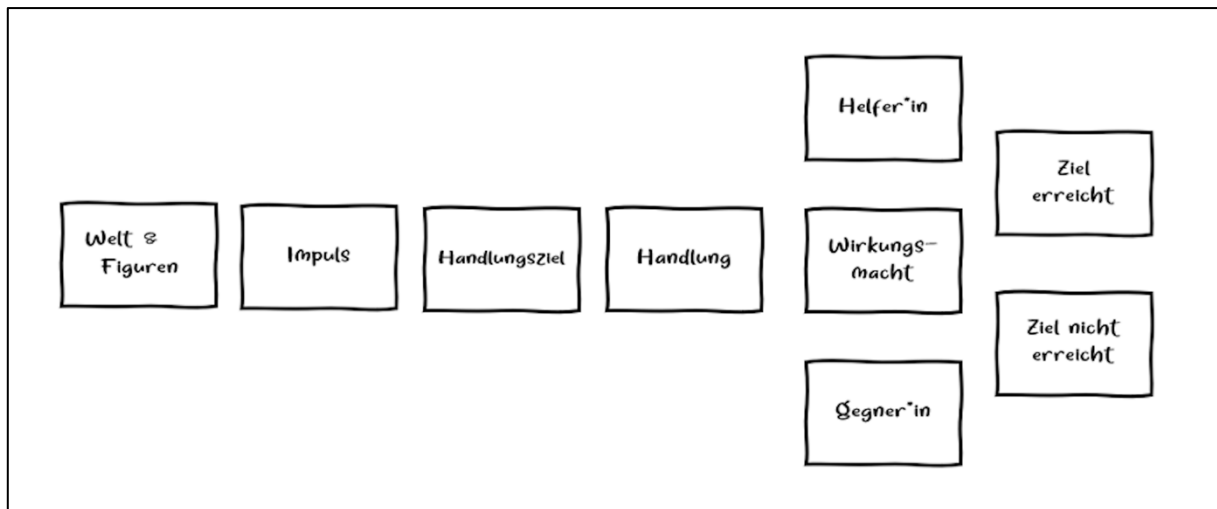 Welt &
Figuren
Impuls
Handlungsziel
Handlung
Helfer*in
Wirkungs-
macht
Gegner*in
Ziel
erreicht
Ziel nicht
erreicht